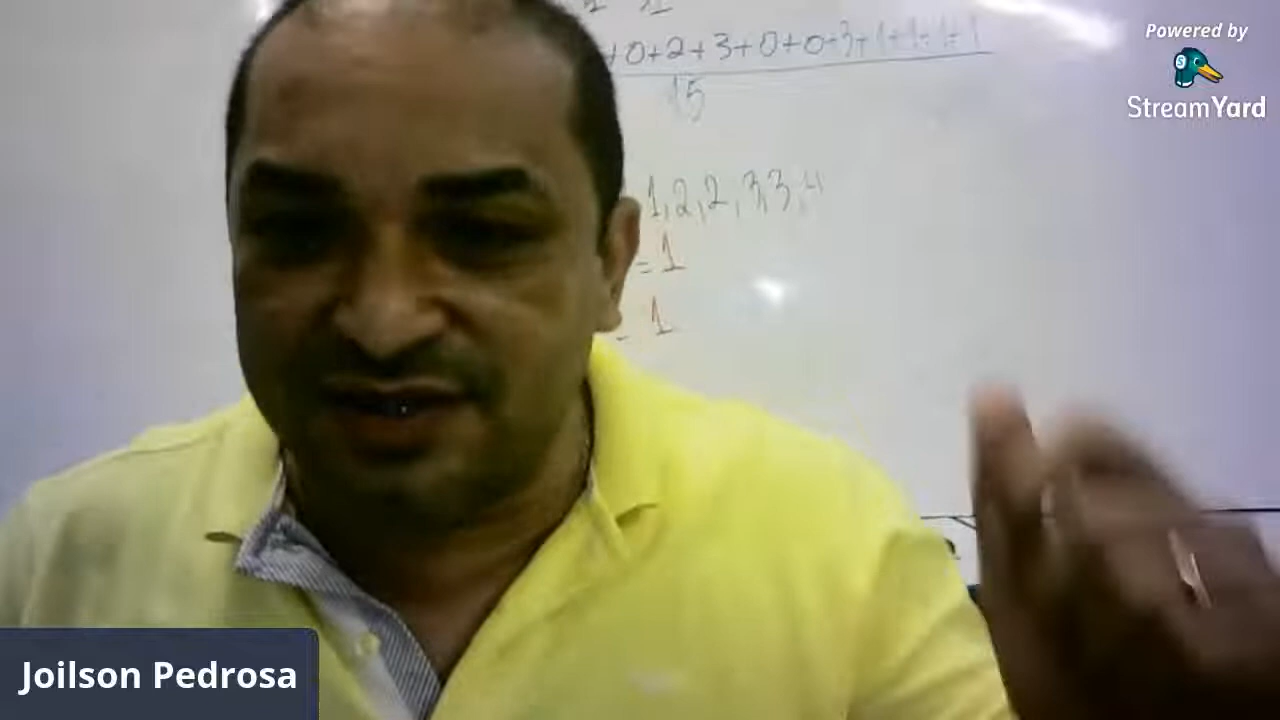 Powered by
StreamYard
+0+2+3+0+0+3+1+1+1+1
15
1,2,2,3,3,4
= 1
= 1
Joilson Pedrosa